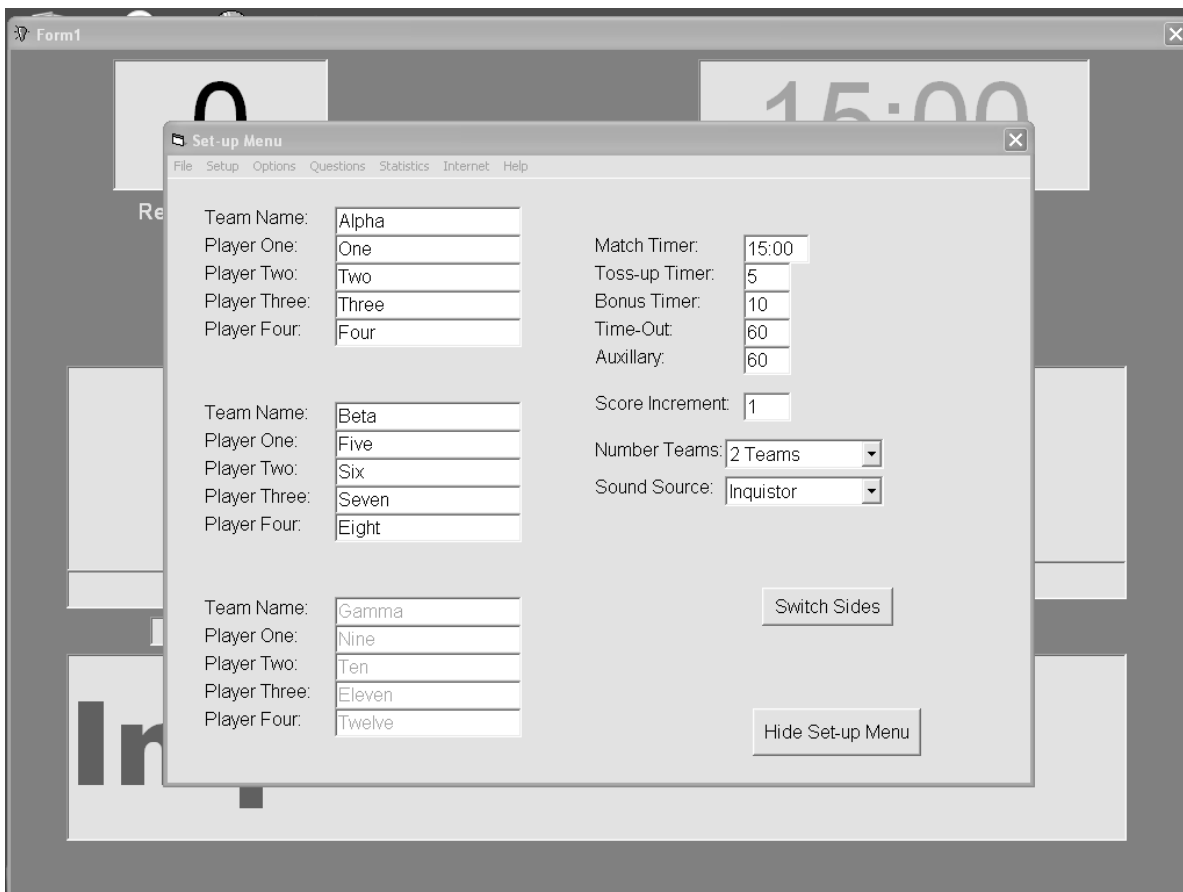 Form1
0
15:00
Set-up Menu
File Setup Options Questions Statistics Internet Help
Re
Team Name: Alpha
Player One: One
Player Two: Two
Player Three: Three
Player Four: Four
Match Timer: 15:00
Toss-up Timer: 5
Bonus Timer: 10
Time-Out: 60
Auxillary: 60
Score Increment: 1
Number Teams: 2 Teams
Sound Source: Inquistor
Team Name: Beta
Player One: Five
Player Two: Six
Player Three: Seven
Player Four: Eight
Team Name: Gamma
Player One: Nine
Player Two: Ten
Player Three: Eleven
Player Four: Twelve
Switch Sides
Hide Set-up Menu